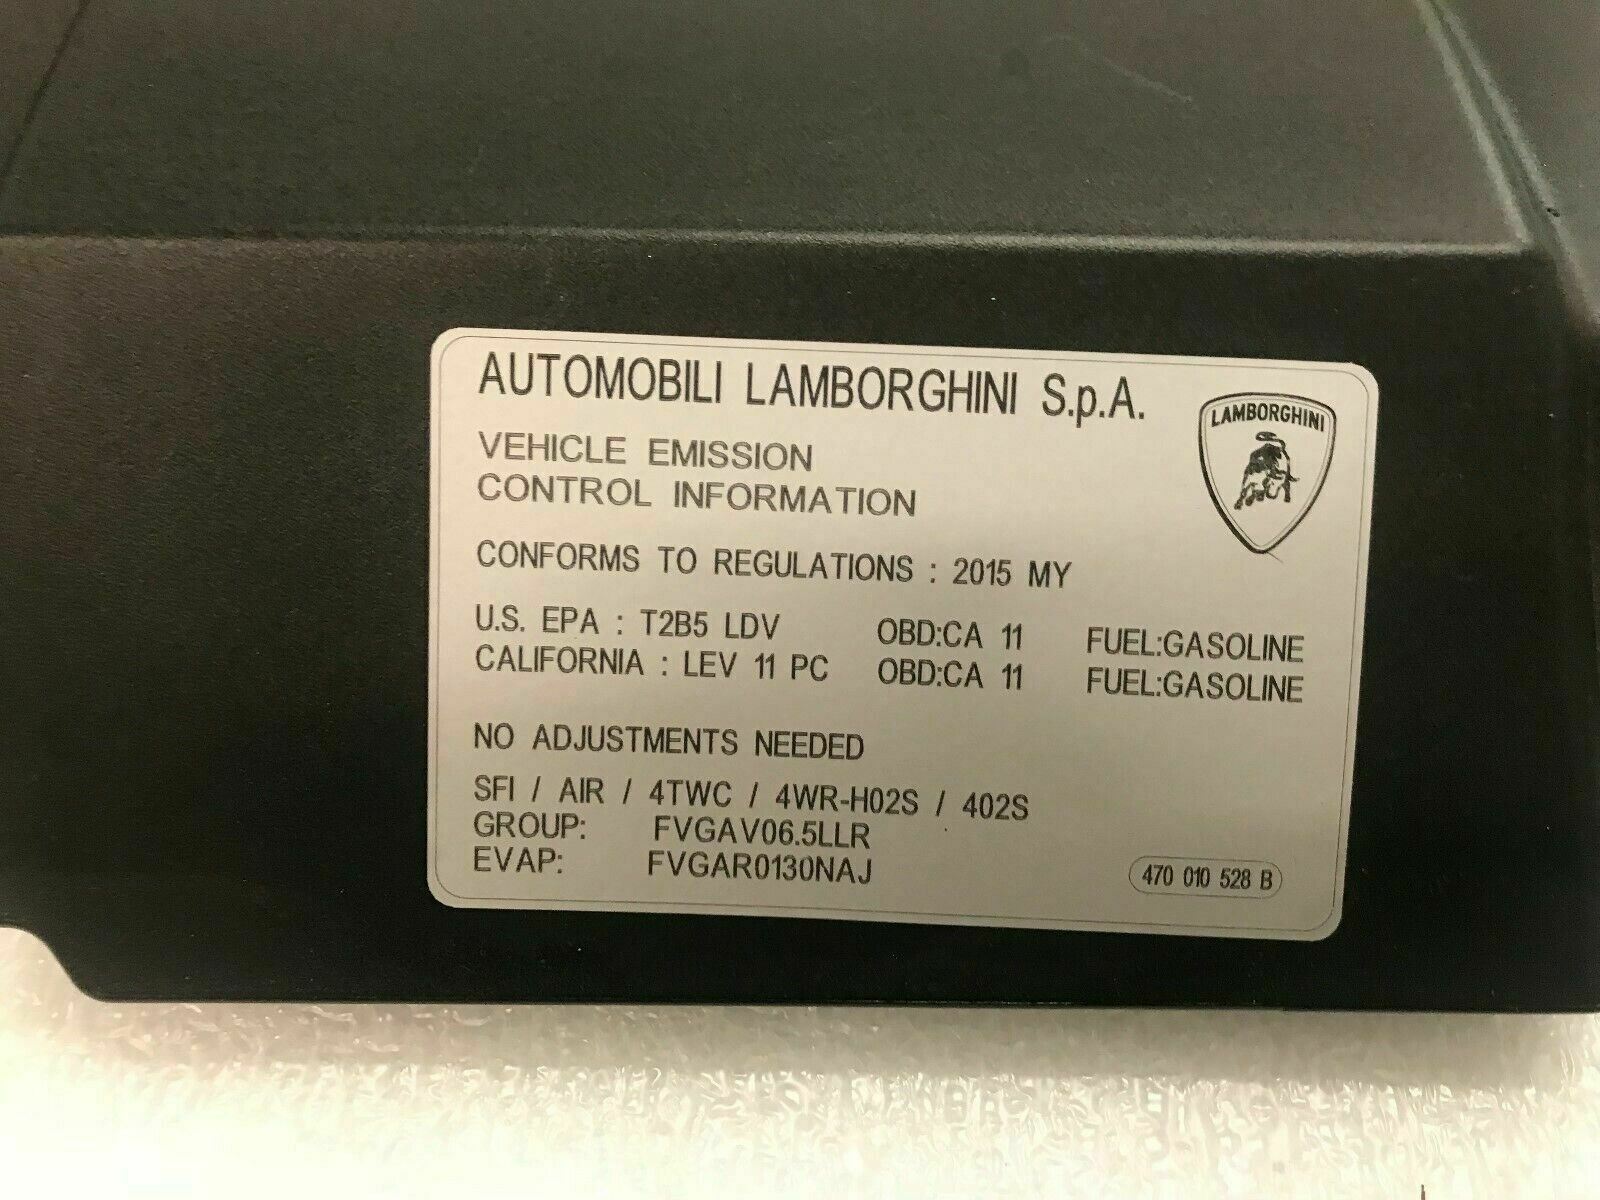 AUTOMOBILI LAMBORGHINI S.p.A.
LAMBORGHINI
VEHICLE EMISSION
CONTROL INFORMATION
CONFORMS TO REGULATIONS : 2015 MY
U.S. EPA : T2B5 LDV OBD:CA 11 FUEL:GASOLINE
CALIFORNIA : LEV 11 PC OBD:CA 11 FUEL:GASOLINE
NO ADJUSTMENTS NEEDED
SFI / AIR / 4TWC / 4WR-H02S / 402S
GROUP: FVGAV06.5LLR
EVAP: FVGAR0130NAJ
470 010 528 B